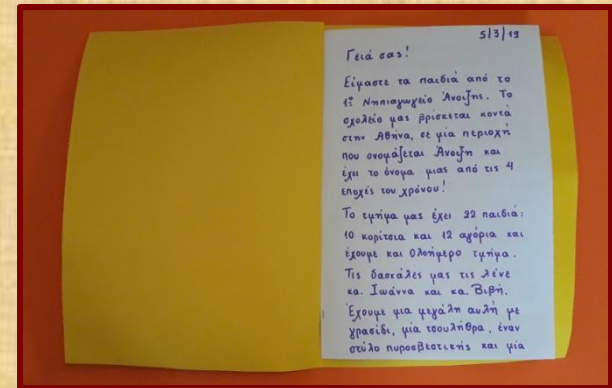 5/3/19
Γειά σας!
Είμαστε τα παιδιά από το
1ο Νηπιαγωγείο Άνοιξης. Το
σχολείο μας βρίσκεται κοντά
στην Αθήνα, σε μία περιοχή
που ονομάζεται Άνοιξη και
έχει το όνομα μιας από τις 4
εποχές του χρόνου!
Το τμήμα μας έχει 22 παιδιά:
10 κορίτσια και 12 αγόρια και
έχουμε και Ολοήμερο τμήμα.
Τις δασκάλες μας τις λένε
κα. Ιωάννα και κα. Βιβή.
Έχουμε μια μεγάλη αυλή με
γρασίδι, μία τσουλήθρα, έναν
στύλο πυροσβεστικής και μία